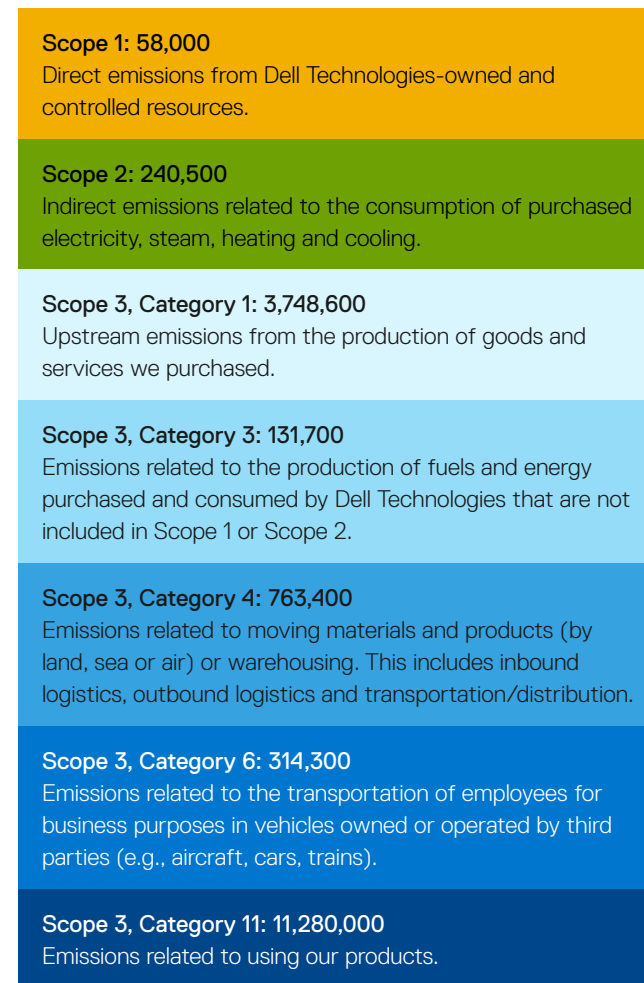 Scope 1: 58,000
Direct emissions from Dell Technologies-owned and
controlled resources.
Scope 2: 240,500
Indirect emissions related to the consumption of purchased
electricity, steam, heating and cooling.
Scope 3, Category 1: 3,748,600
Upstream emissions from the production of goods and
services we purchased.
Scope 3, Category 3: 131,700
Emissions related to the production of fuels and energy
purchased and consumed by Dell Technologies that are not
included in Scope 1 or Scope 2.
Scope 3, Category 4: 763,400
Emissions related to moving materials and products (by
land, sea or air) or warehousing. This includes inbound
logistics, outbound logistics and transportation/distribution.
Scope 3, Category 6: 314,300
Emissions related to the transportation of employees for
business purposes in vehicles owned or operated by third
parties (e.g., aircraft, cars, trains).
Scope 3, Category 11: 11,280,000
Emissions related to using our products.